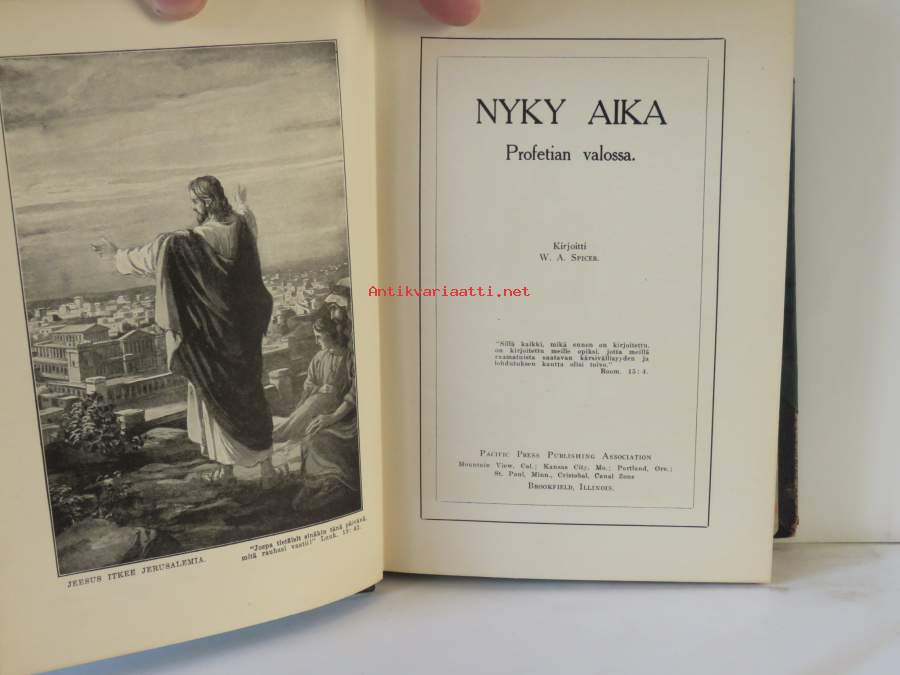 JEESUS ITKEE JERUSALEMIA.
"Jospa tietäisit sinäkin tänä päivänä,
mitä rauhasi vaatii!" Luuk. 19:42.
NYKY AIKA
Profetian valossa.
Kirjoitti
W. A. SPICER.
Antikvariaatti.net
"Sillä kaikki, mikä ennen on kirjoitettu,
on kirjoitettu meille opiksi, jotta meillä
raamatuista saatavan kärsivällisyyden ja
lohdutuksen kautta olisi toivo."
Room. 15:4.
PACIFIC PRESS PUBLISHING ASSOCIATION
Mountain View, Cal.; Kansas City, Mo.; Portland, Ore.;
St. Paul, Minn., Cristobal, Canal Zone
BROOKFIELD, ILLINOIS.